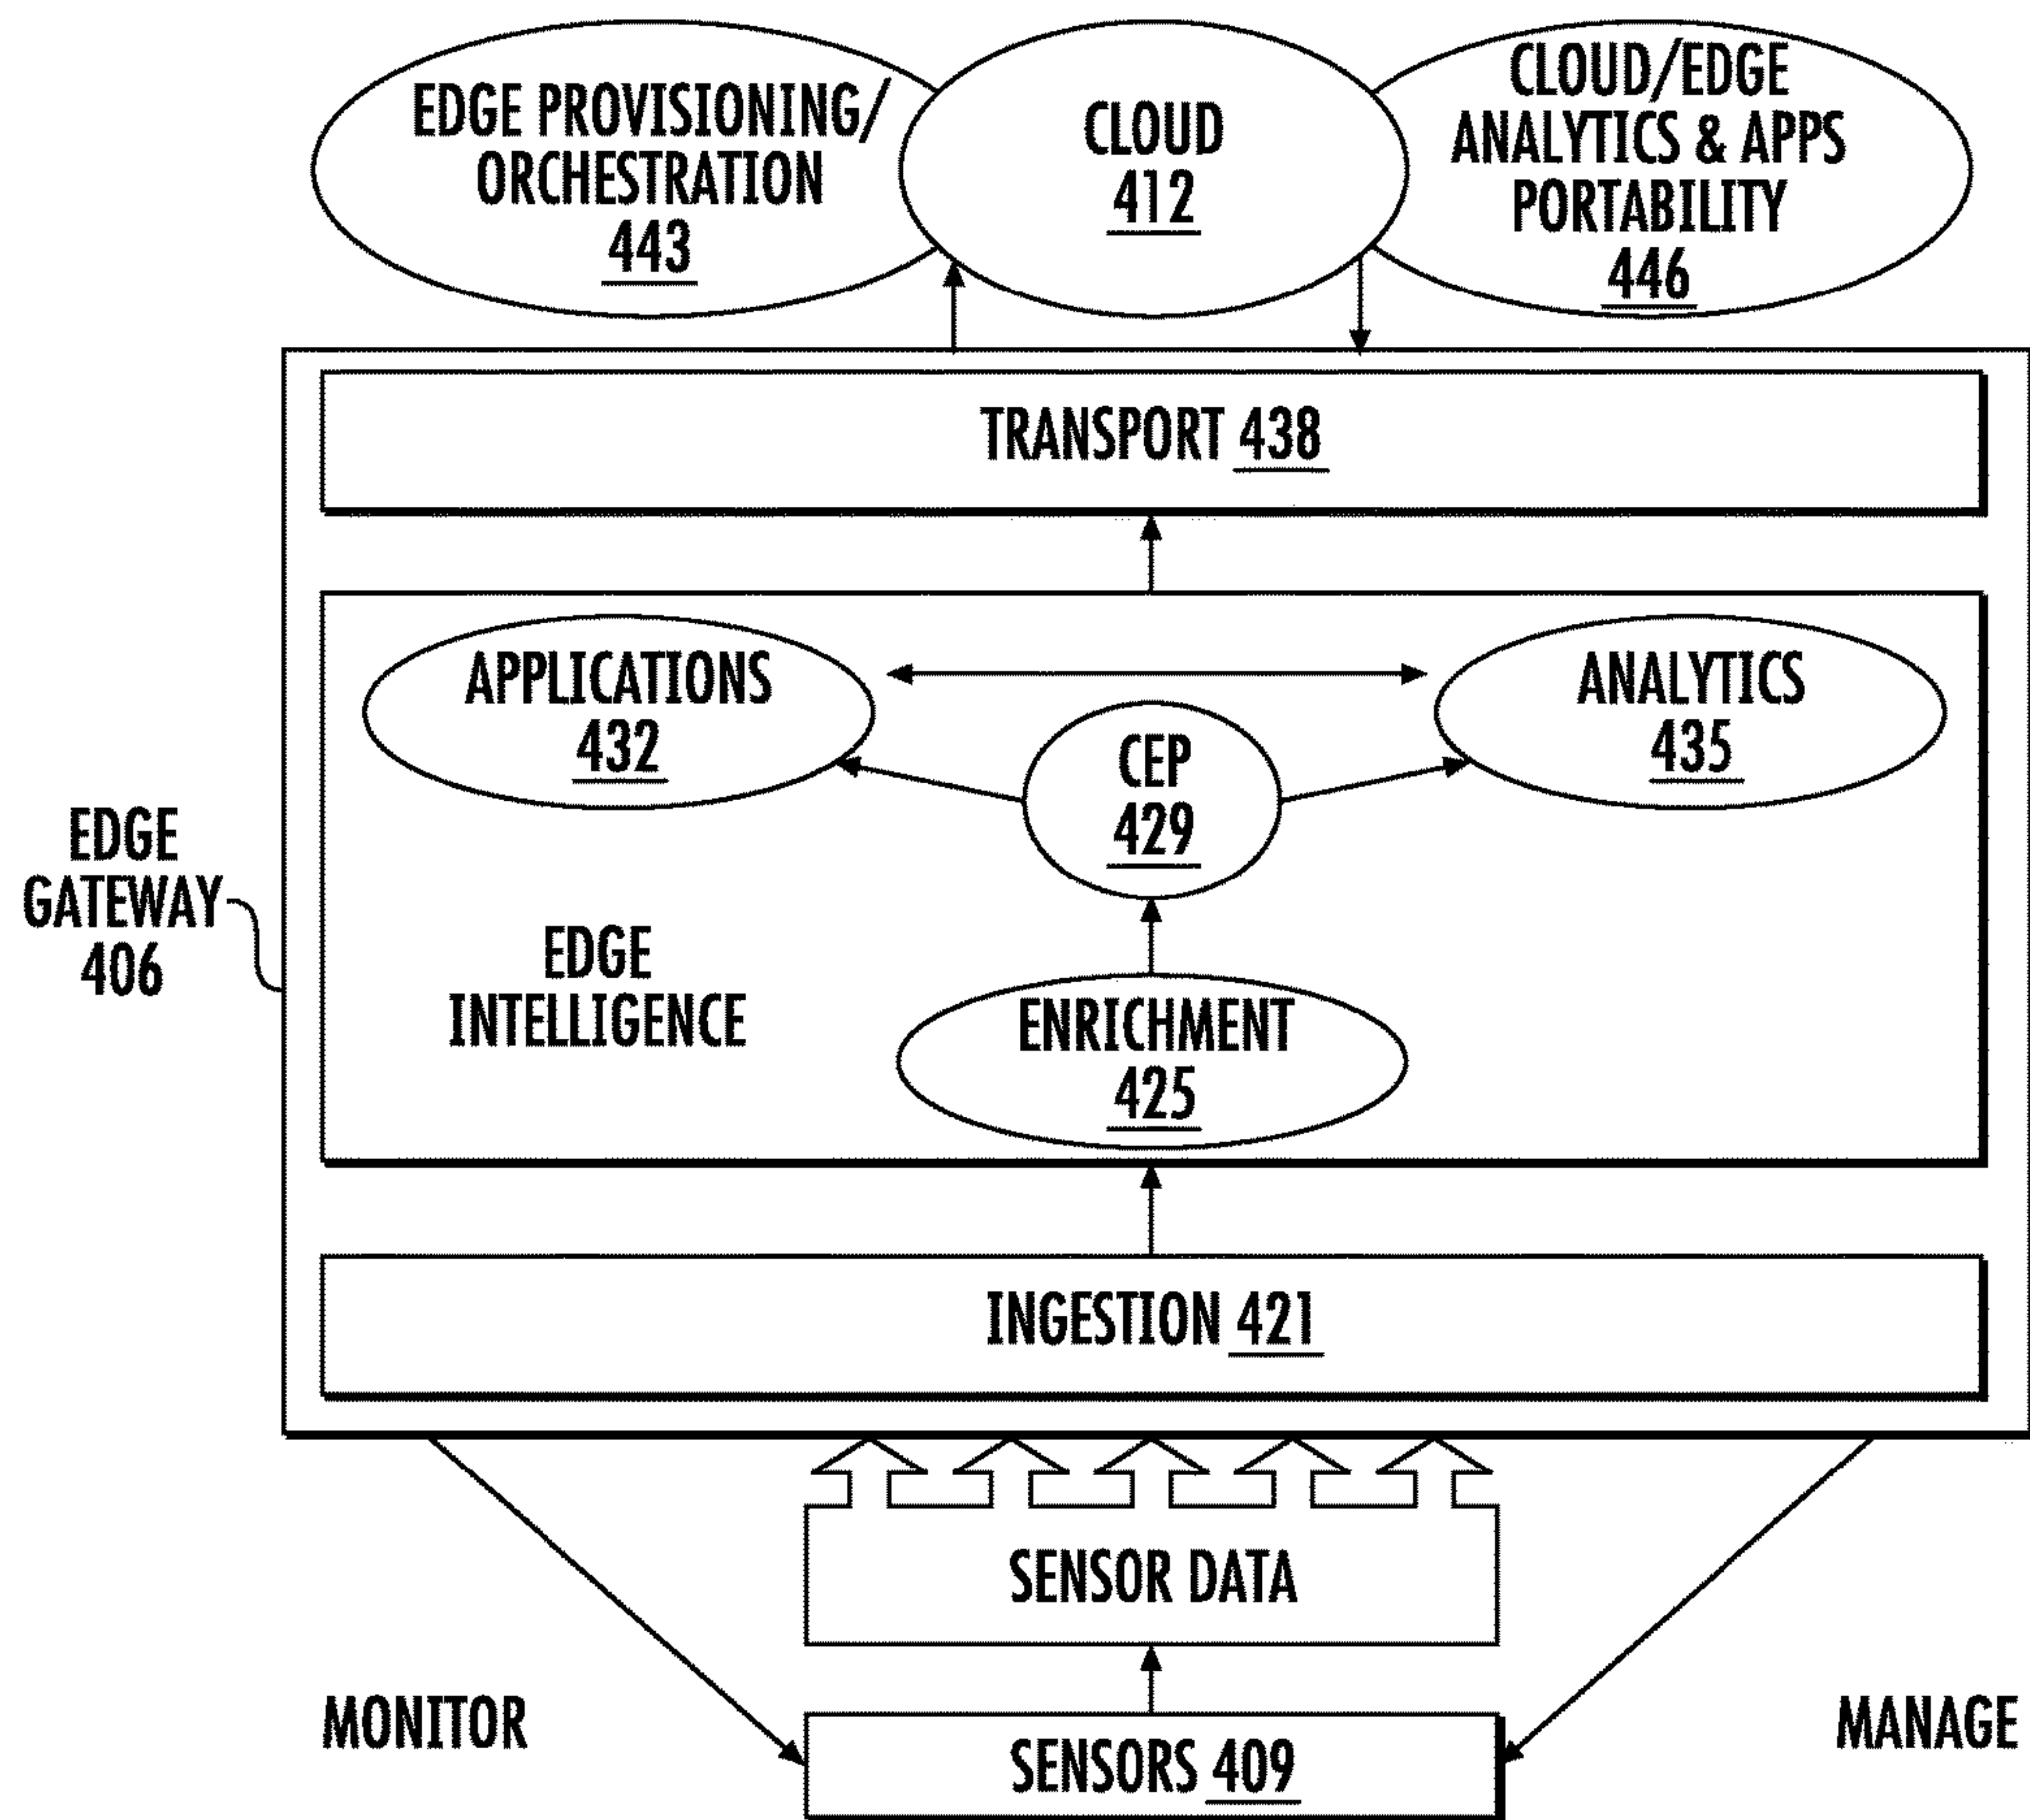 EDGE PROVISIONING/
ORCHESTRATION
443
CLOUD
412
CLOUD/EDGE
ANALYTICS & APPS
PORTABILITY
446
TRANSPORT 438
APPLICATIONS
432
ANALYTICS
435
CEP
429
EDGE
GATEWAY
406
EDGE
INTELLIGENCE
ENRICHMENT
425
INGESTION 421
SENSOR DATA
MONITOR
MANAGE
SENSORS 409